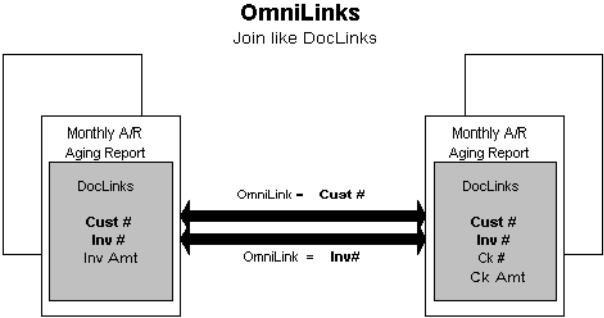 OmniLinks
Join like DocLinks
Monthly A/R
Aging Report
DocLinks
Cust #
Inv #
Inv Amt
OmniLink = Cust #
OmniLink = Inv#
Monthly A/R
Aging Report
DocLinks
Cust #
Inv #
Ck #
Ck Amt